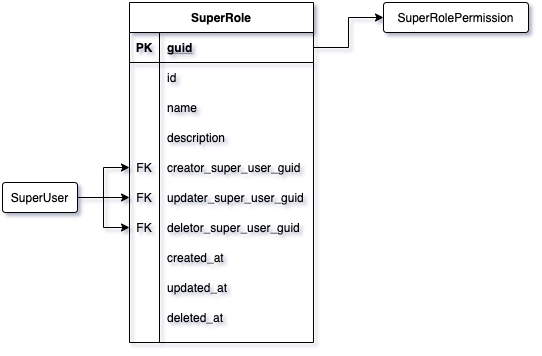 SuperRole
SuperRolePermission
PK guid
id
name
description
FK creator_super_user_guid
SuperUser
FK updater_super_user_guid
FK deletor_super_user_guid
created_at
updated_at
deleted_at